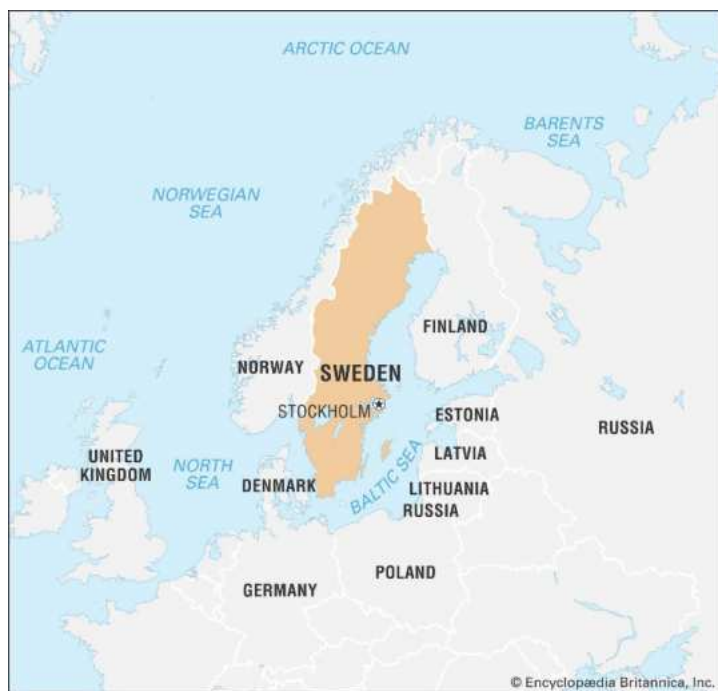 ARCTIC OCEAN
BARENTS
SEA
NORWEGIAN
SEA
ATLANTIC
OCEAN
FINLAND
NORWAY
SWEDEN
STOCKHOLM
ESTONIA
RUSSIA
UNITED
KINGDOM
NORTH
SEA
LATVIA
BALTIC SEA
DENMARK
LITHUANIA
RUSSIA
POLAND
GERMANY
© Encyclopædia Britannica, Inc.